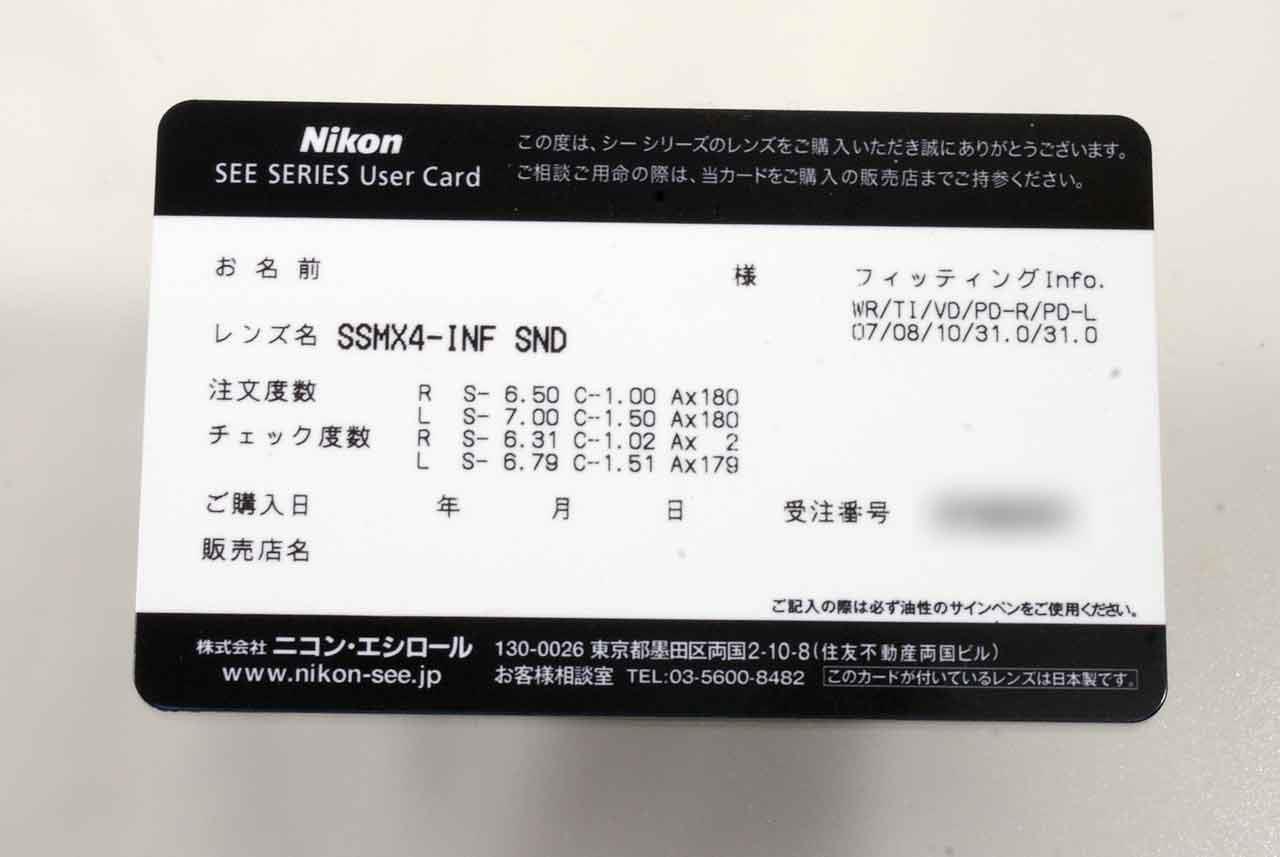 Nikon
SEE SERIES User Card
この度は、シー シリーズのレンズをご購入いただき誠にありがとうございます。
ご相談ご用命の際は、当カードをご購入の販売店までご持参ください。
お名前 様
フィッティングInfo.
WR/TI/VD/PD-R/PD-L
07/08/10/31.0/31.0
レンズ名 SSMX4-INF SND
注文度数 R S- 6.50 C-1.00 Ax180
L S- 7.00 C-1.50 Ax180
チェック度数 R S- 6.31 C-1.02 Ax 2
L S- 6.79 C-1.51 Ax179
ご購入日 年 月 日 受注番号
販売店名
ご記入の際は必ず油性のサインペンをご使用ください。
株式会社 ニコン・エシロール
www.nikon-see.jp
130-0026 東京都墨田区両国2-10-8(住友不動産両国ビル)
お客様相談室 TEL:03-5600-8482 このカードが付いているレンズは日本製です。